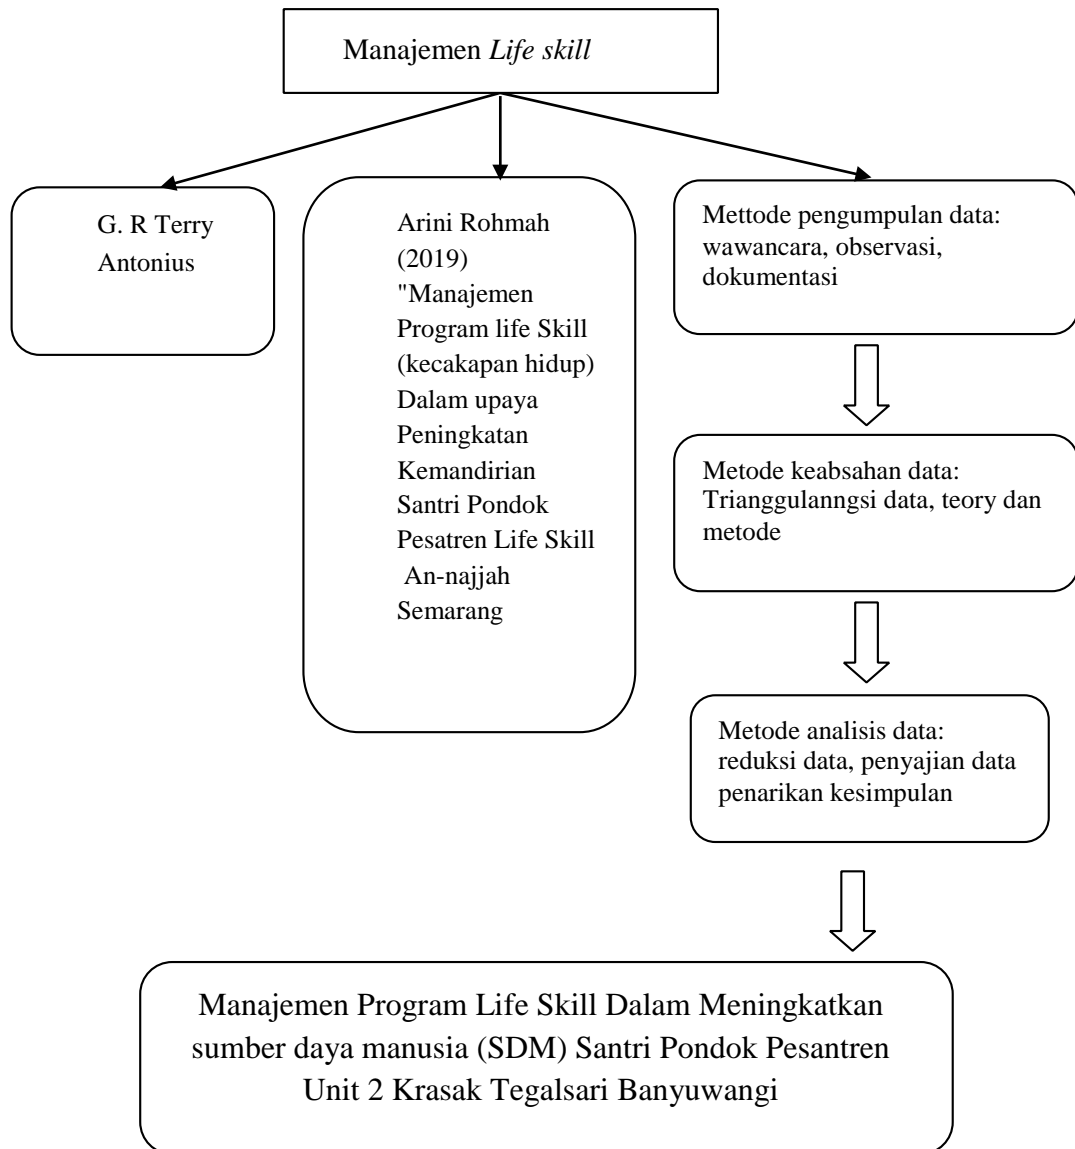 Manajemen Life skill
G. R Terry
Antonius
Arini Rohmah
(2019)
"Manajemen
Program life Skill
(kecakapan hidup)
Dalam upaya
Peningkatan
Kemandirian
Santri Pondok
Pesatren Life Skill
An-najjah
Semarang
Mettode pengumpulan data:
wawancara, observasi,
dokumentasi
Metode keabsahan data:
Trianggulanngsi data, teory dan
metode
Metode analisis data:
reduksi data, penyajian data
penarikan kesimpulan
Manajemen Program Life Skill Dalam Meningkatkan
sumber daya manusia (SDM) Santri Pondok Pesantren
Unit 2 Krasak Tegalsari Banyuwangi